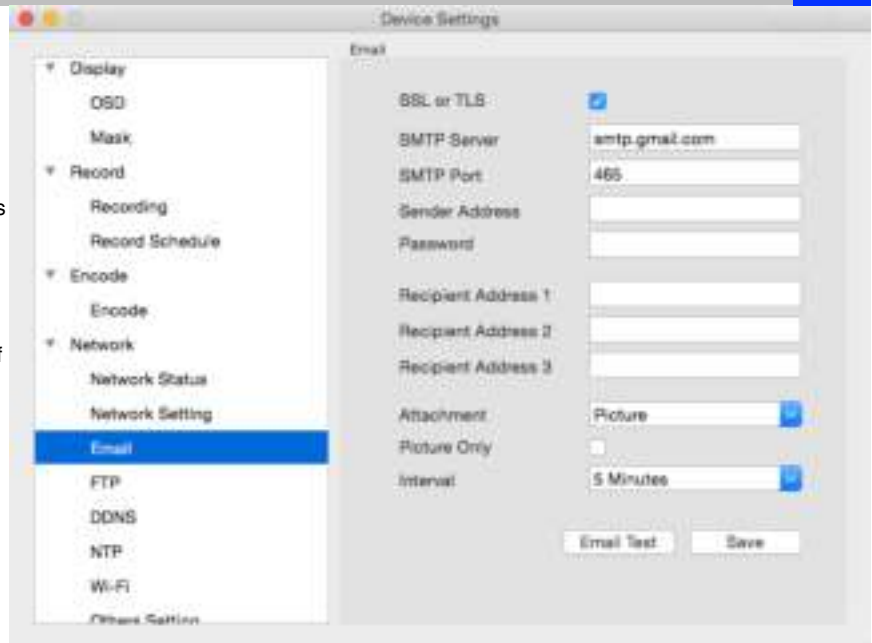 Device Settings
Email
Display
OSD
Mask
Record
Recording
Record Schedule
Encode
Encode
Network
Network Status
Network Setting
Email
FTP
DDNS
NTP
Wi-Fi
Others Setting
SSL or TLS
SMTP Server smtp.gmail.com
SMTP Port 465
Sender Address
Password
Recipient Address 1
Recipient Address 2
Recipient Address 3
Attachment Picture
Picture Only
Interval 5 Minutes
Email Test Save